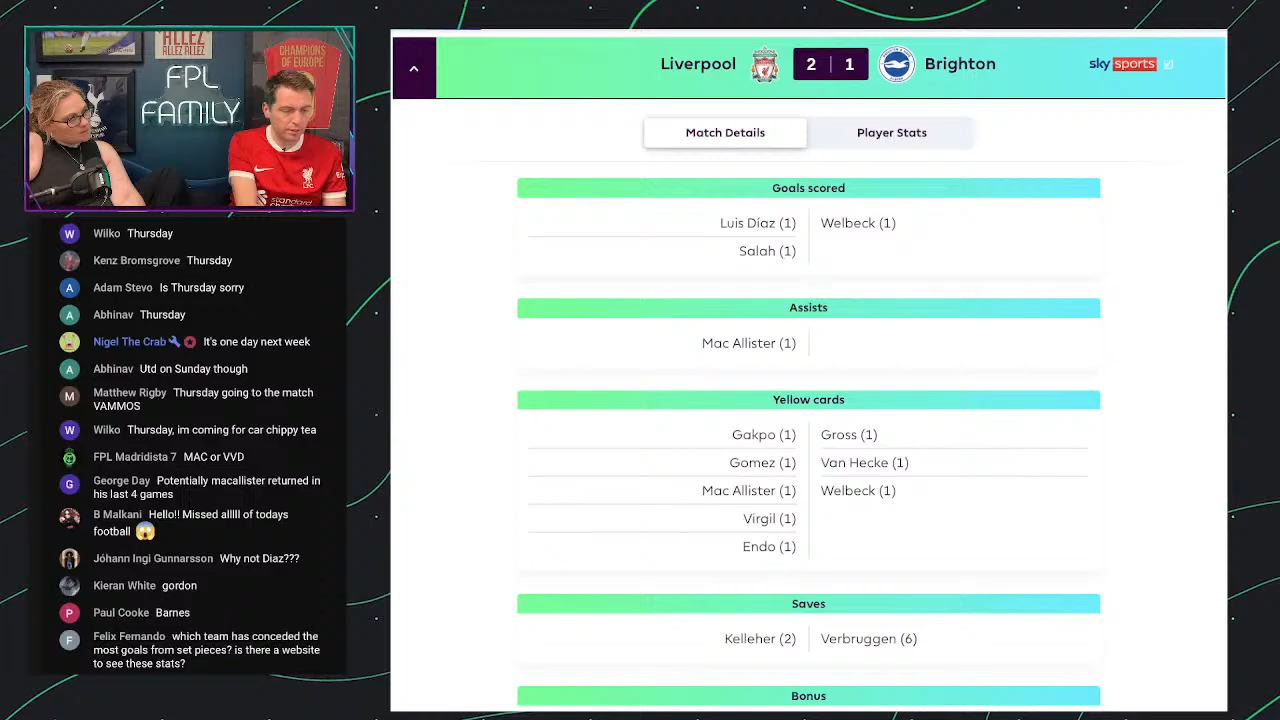 ALLEZ ALLEZ
CHAMPIONS
OF EUROPE
FPL
FAMILY
standard
Liverpool 2 | 1 Brighton
sky sports
Match Details Player Stats
Goals scored
Luis Díaz (1) Welbeck (1)
Salah (1)
Assists
Mac Allister (1)
Yellow cards
Gakpo (1) Gross (1)
Gomez (1) Van Hecke (1)
Mac Allister (1) Welbeck (1)
Virgil (1)
Endo (1)
Saves
Kelleher (2) Verbruggen (6)
Bonus
W Wilko Thursday
Kenz Bromsgrove Thursday
A Adam Stevo Is Thursday sorry
A Abhinav Thursday
Nigel The Crab It's one day next week
A Abhinav Utd on Sunday though
M Matthew Rigby Thursday going to the match
VAMMOS
W Wilko Thursday, im coming for car chippy tea
FPL Madridista 7 MAC or VVD
G George Day Potentially macallister returned in
his last 4 games
B Malkani Hello!! Missed alllll of todays
football 😱
Jóhann Ingi Gunnarsson Why not Diaz???
Kieran White gordon
P Paul Cooke Barnes
F Felix Fernando which team has conceded the
most goals from set pieces? is there a website
to see these stats?